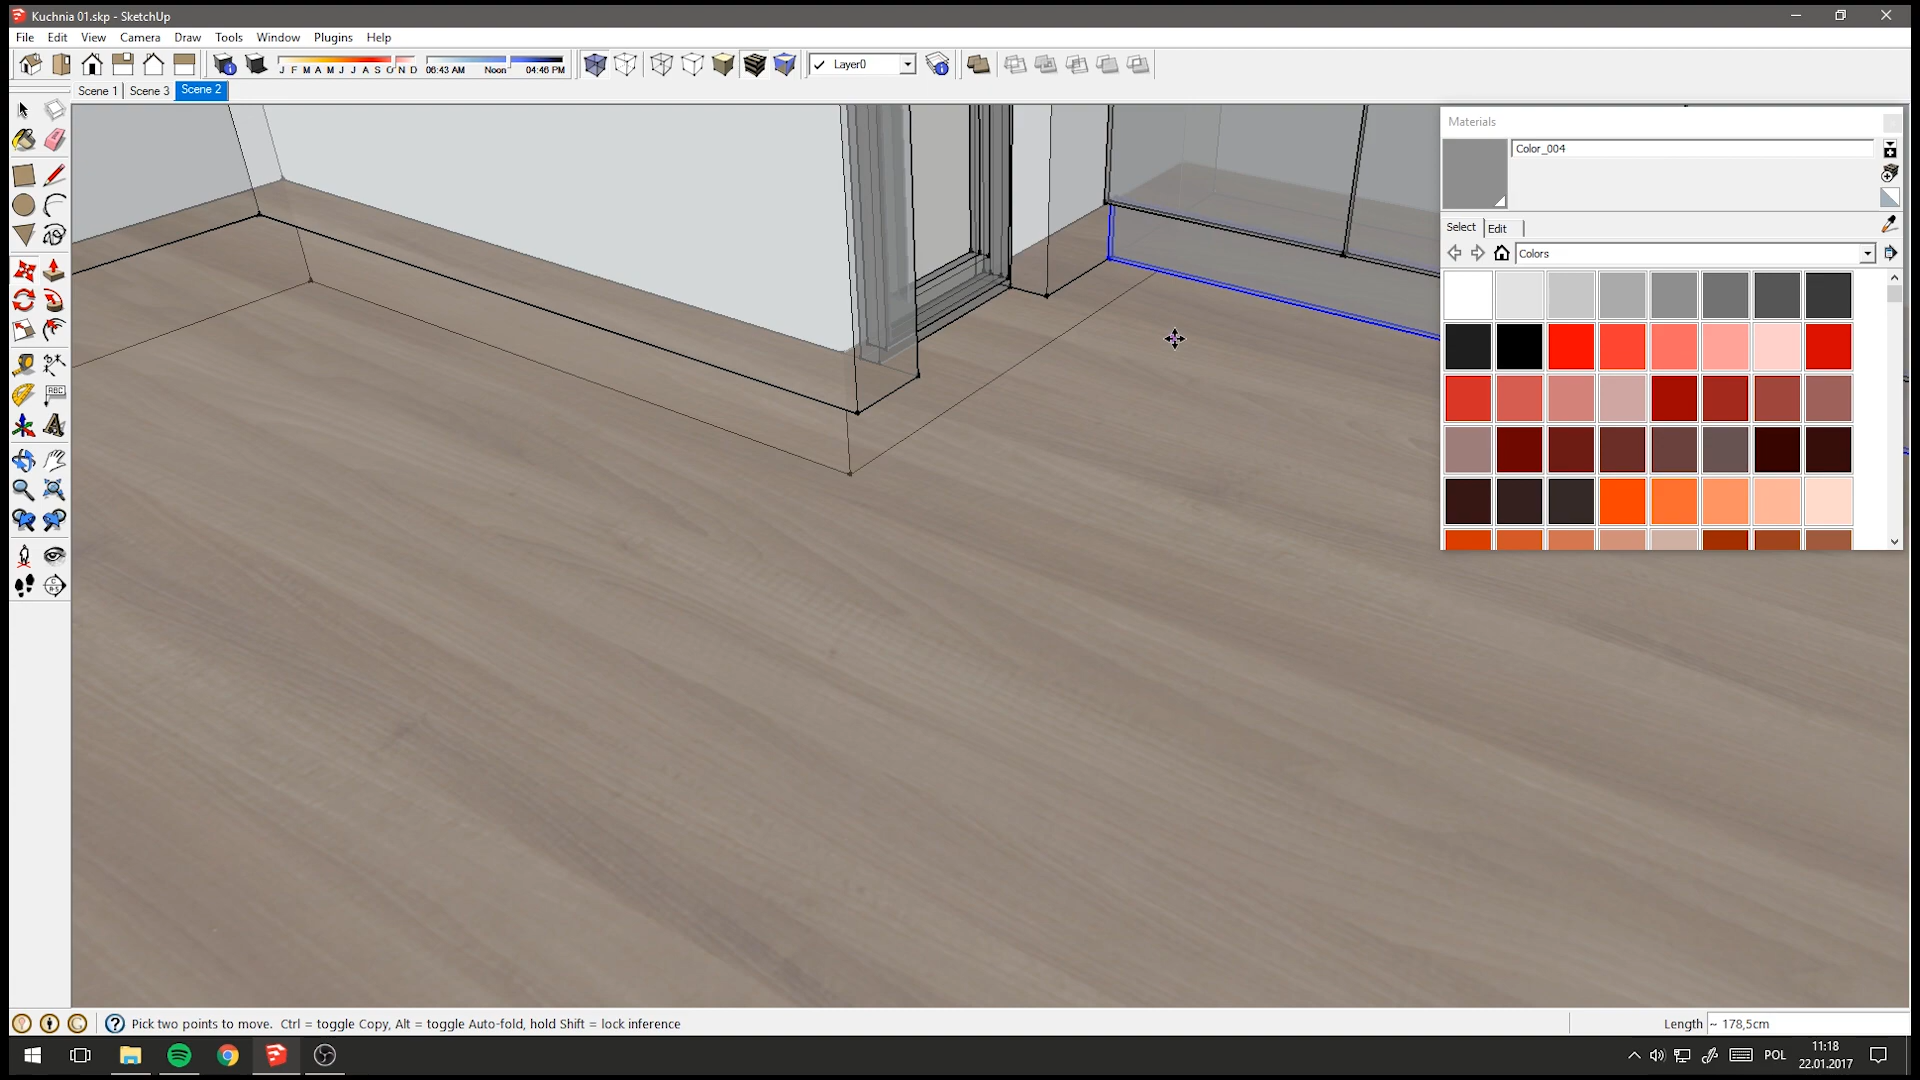 Kuchnia 01.skp - SketchUp
File Edit View Camera Draw Tools Window Plugins Help
J F M A M J J A S O N D 06:43 AM Noon 04:46 PM
Layer0
Scene 1 Scene 3 Scene 2
Materials
Color_004
Select Edit
Colors
ABC
Pick two points to move. Ctrl = toggle Copy, Alt = toggle Auto-fold, hold Shift = lock inference
Length ~ 178,5cm
POL
11:18
22.01.2017